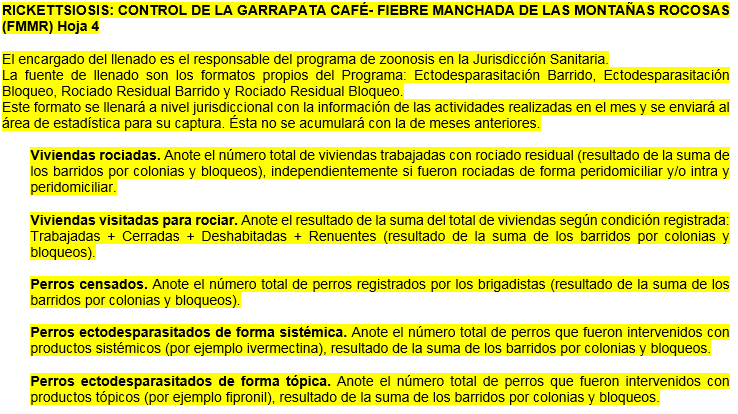 RICKETTSIOSIS: CONTROL DE LA GARRAPATA CAFÉ- FIEBRE MANCHADA DE LAS MONTAÑAS ROCOSAS
(FMMR) Hoja 4
El encargado del llenado es el responsable del programa de zoonosis en la Jurisdicción Sanitaria.
La fuente de llenado son los formatos propios del Programa: Ectodesparasitación Barrido, Ectodesparasitación
Bloqueo, Rociado Residual Barrido y Rociado Residual Bloqueo.
Este formato se llenará a nivel jurisdiccional con la información de las actividades realizadas en el mes y se enviará al
área de estadística para su captura. Ésta no se acumulará con la de meses anteriores.
Viviendas rociadas. Anote el número total de viviendas trabajadas con rociado residual (resultado de la suma de
los barridos por colonias y bloqueos), independientemente si fueron rociadas de forma peridomiciliar y/o intra y
peridomiciliar.
Viviendas visitadas para rociar. Anote el resultado de la suma del total de viviendas según condición registrada:
Trabajadas + Cerradas + Deshabitadas + Renuentes (resultado de la suma de los barridos por colonias y
bloqueos).
Perros censados. Anote el número total de perros registrados por los brigadistas (resultado de la suma de los
barridos por colonias y bloqueos).
Perros ectodesparasitados de forma sistémica. Anote el número total de perros que fueron intervenidos con
productos sistémicos (por ejemplo ivermectina), resultado de la suma de los barridos por colonias y bloqueos.
Perros ectodesparasitados de forma tópica. Anote el número total de perros que fueron intervenidos con
productos tópicos (por ejemplo fipronil), resultado de la suma de los barridos por colonias y bloqueos.